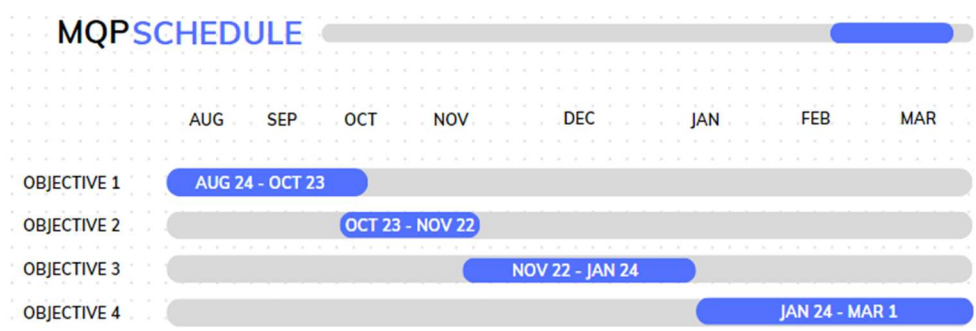 MQP SCHEDULE
AUG SEP OCT NOV DEC JAN FEB MAR
OBJECTIVE 1 AUG 24 - OCT 23
OBJECTIVE 2 OCT 23 - NOV 22
OBJECTIVE 3 NOV 22 - JAN 24
OBJECTIVE 4 JAN 24 - MAR 1